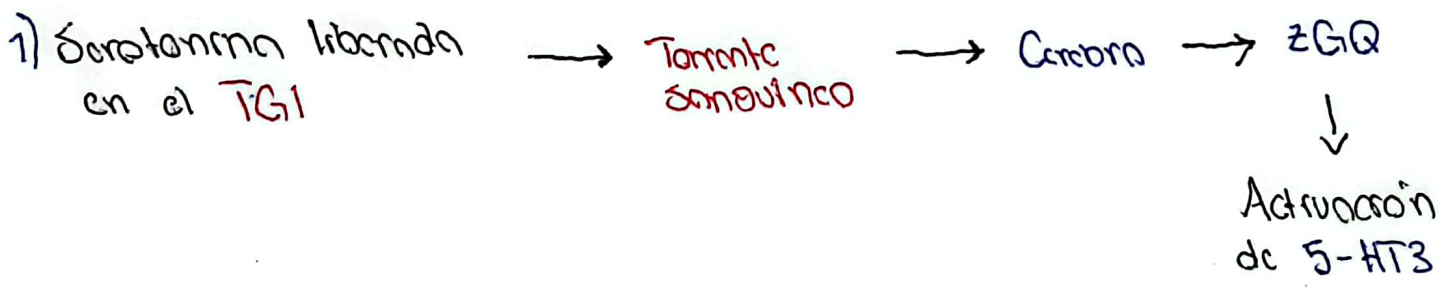 1) Serotonina liberada
en el TGI
→ Torrente
sanguíneo
→ Cerebro → ZGQ
↓
Activación
de 5-HT3